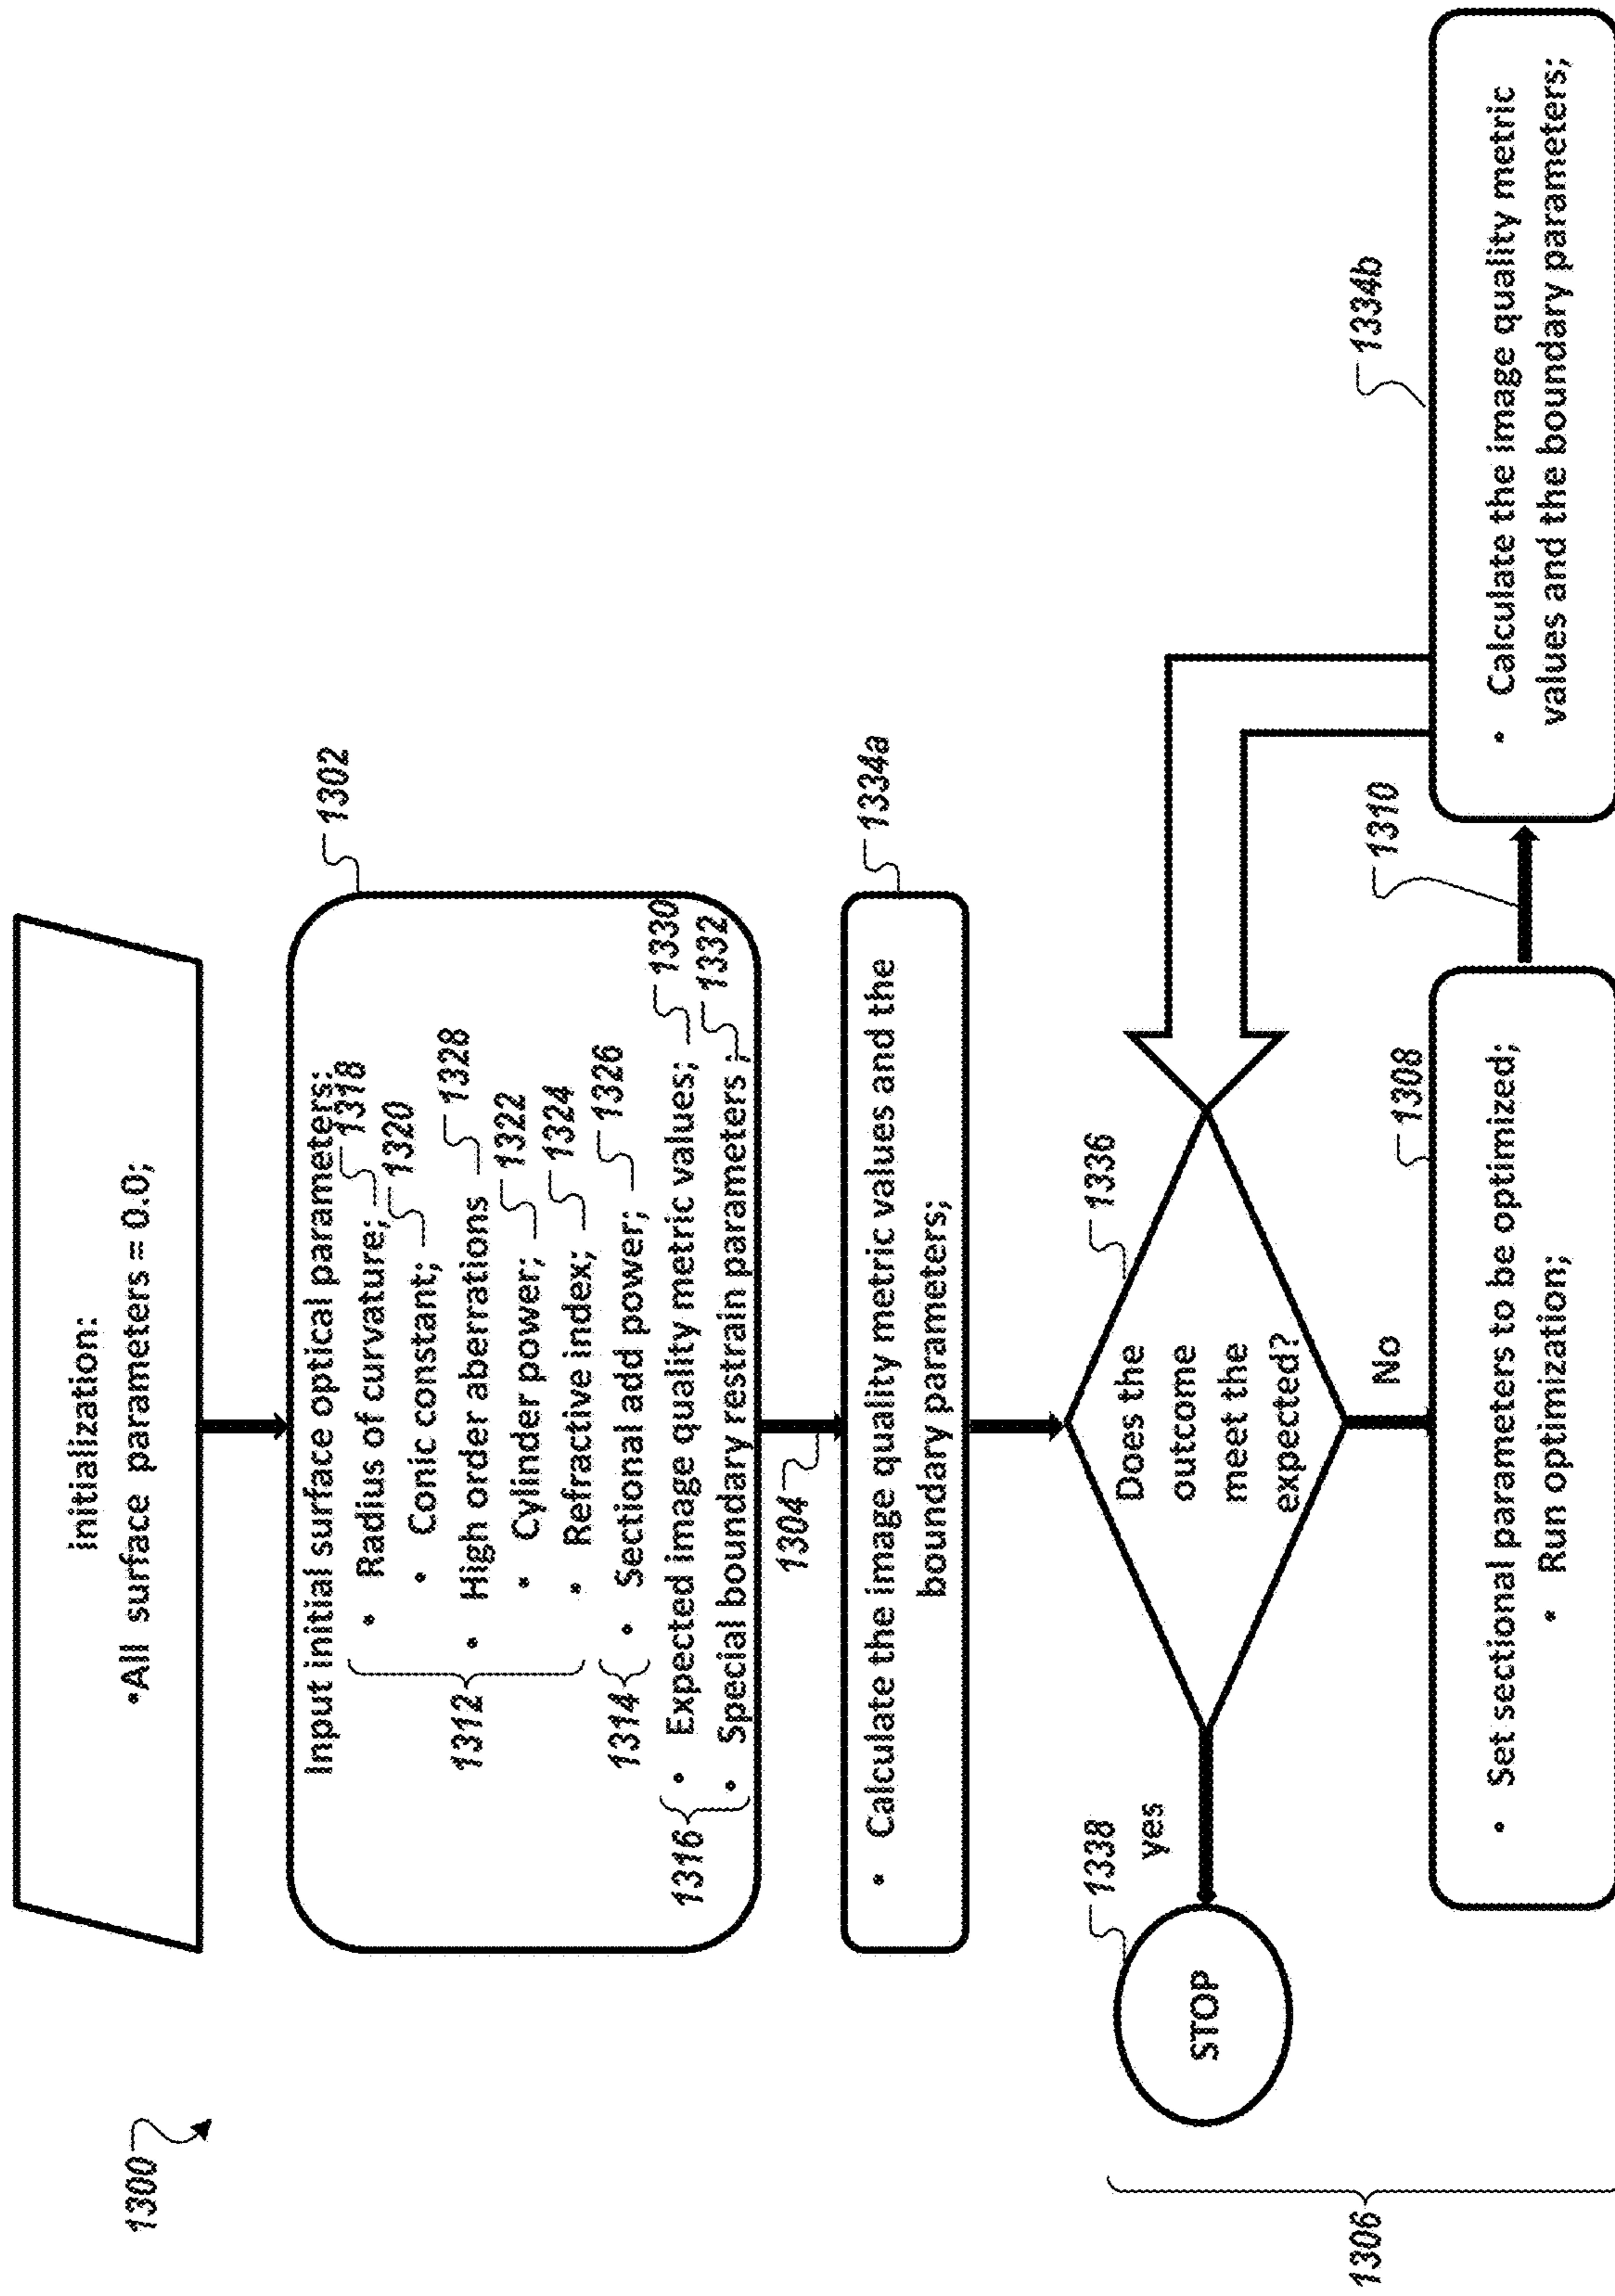 1300
initialization:
•All surface parameters = 0.0;
1302
Input initial surface optical parameters:
• Radius of curvature; 1318
• Conic constant; 1320
1312
• High order aberrations 1328
• Cylinder power; 1322
• Refractive index; 1324
1314 • Sectional add power; 1326
1316
• Expected image quality metric values; 1330
• Special boundary restrain parameters ; 1332
1304
1334a
• Calculate the image quality metric values and the
boundary parameters;
1306
1336
Does the
outcome
meet the
expected?
1338
yes
STOP
No
1308
• Set sectional parameters to be optimized;
• Run optimization;
1310
1334b
• Calculate the image quality metric
values and the boundary parameters;